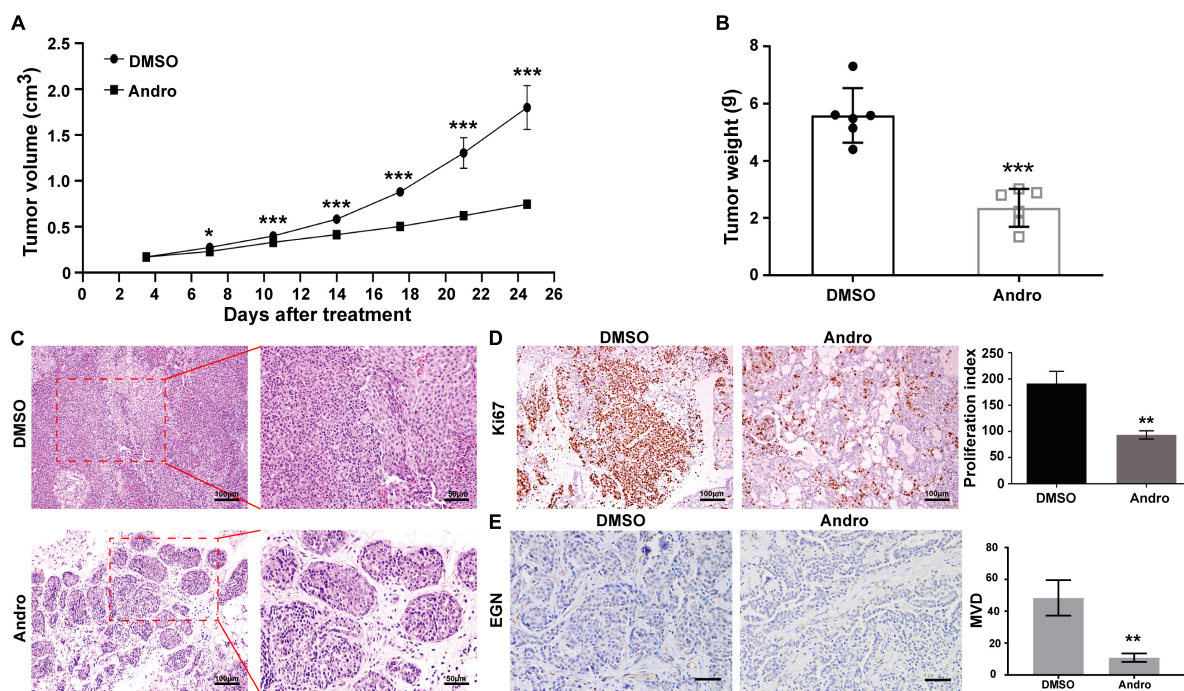 A
Tumor volume (cm3)
2.5
2.0
1.5
1.0
0.5
0
DMSO
Andro
*
***
***
***
***
***
0 2 4 6 8 10 12 14 16 18 20 22 24 26
Days after treatment
B
Tumor weight (g)
8
6
4
2
0
***
DMSO Andro
C
DMSO
100μm
50μm
Andro
100μm
50μm
D
DMSO
Andro
Ki67
100μm
100μm
Proliferation index
250
200
150
100
50
0
**
DMSO Andro
E
DMSO
Andro
EGN
MVD
80
60
40
20
0
**
DMSO Andro